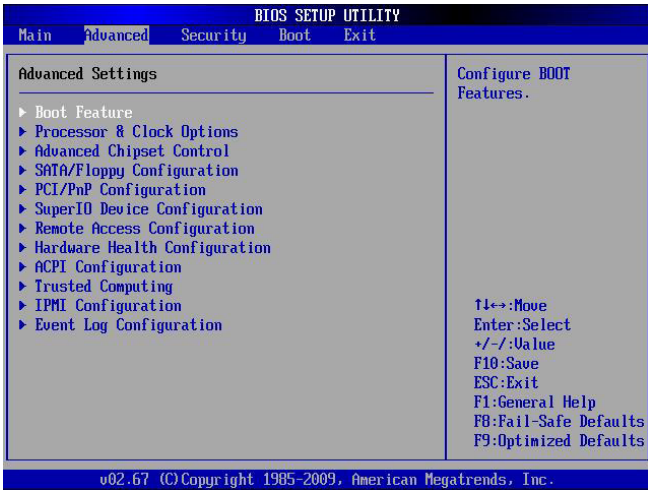 BIOS SETUP UTILITY
Main Advanced Security Boot Exit
Advanced Settings
▶ Boot Feature
▶ Processor & Clock Options
▶ Advanced Chipset Control
▶ SATA/Floppy Configuration
▶ PCI/PnP Configuration
▶ SuperIO Device Configuration
▶ Remote Access Configuration
▶ Hardware Health Configuration
▶ ACPI Configuration
▶ Trusted Computing
▶ IPMI Configuration
▶ Event Log Configuration
Configure BOOT
Features.
↑↓↔:Move
Enter:Select
+/-/:Value
F10:Save
ESC:Exit
F1:General Help
F8:Fail-Safe Defaults
F9:Optimized Defaults
v02.67 (C)Copyright 1985-2009, American Megatrends, Inc.